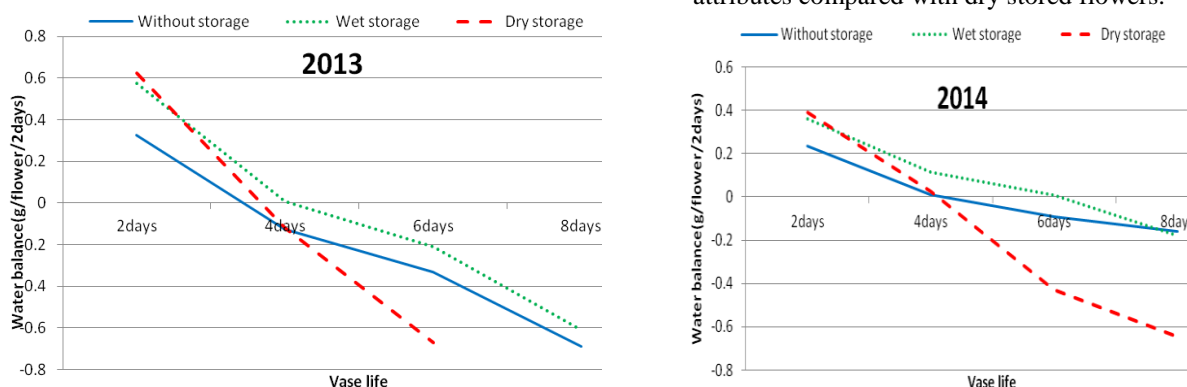 attributes compared with dry stored flowers.
Without storage Wet storage Dry storage
2013
Water balance(g/flower/2days)
0.8
0.6
0.4
0.2
0
-0.2
-0.4
-0.6
-0.8
2days 4days 6days 8days
Vase life
Without storage Wet storage Dry storage
2014
Water balance(g/flower/2days)
0.6
0.4
0.2
0
-0.2
-0.4
-0.6
-0.8
2days 4days 6days 8day
Vase life